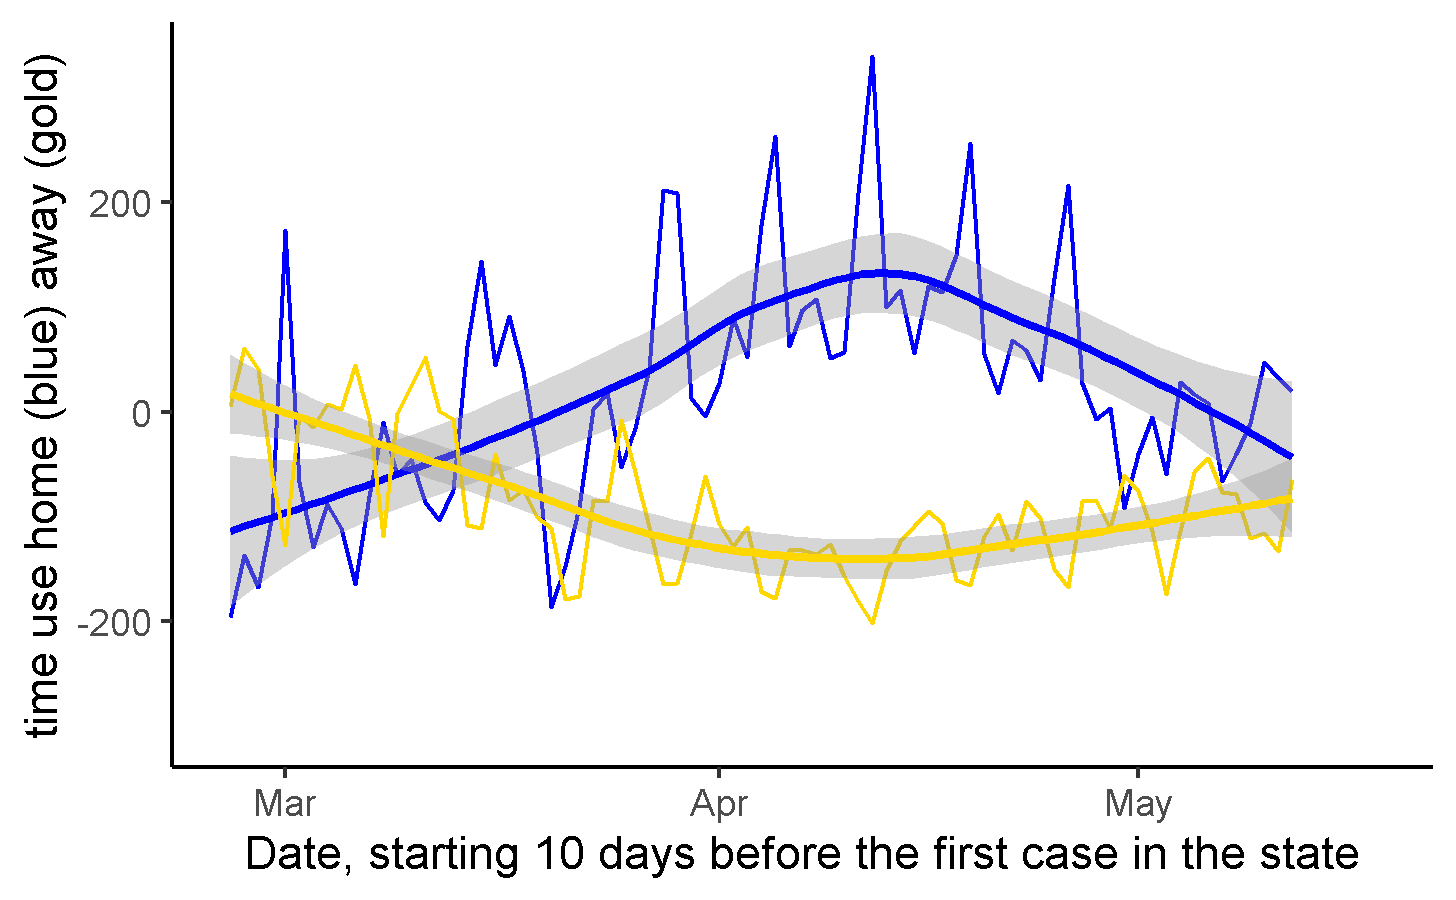 time use home (blue) away (gold)
200
0
-200
Mar
Apr
May
Date, starting 10 days before the first case in the state